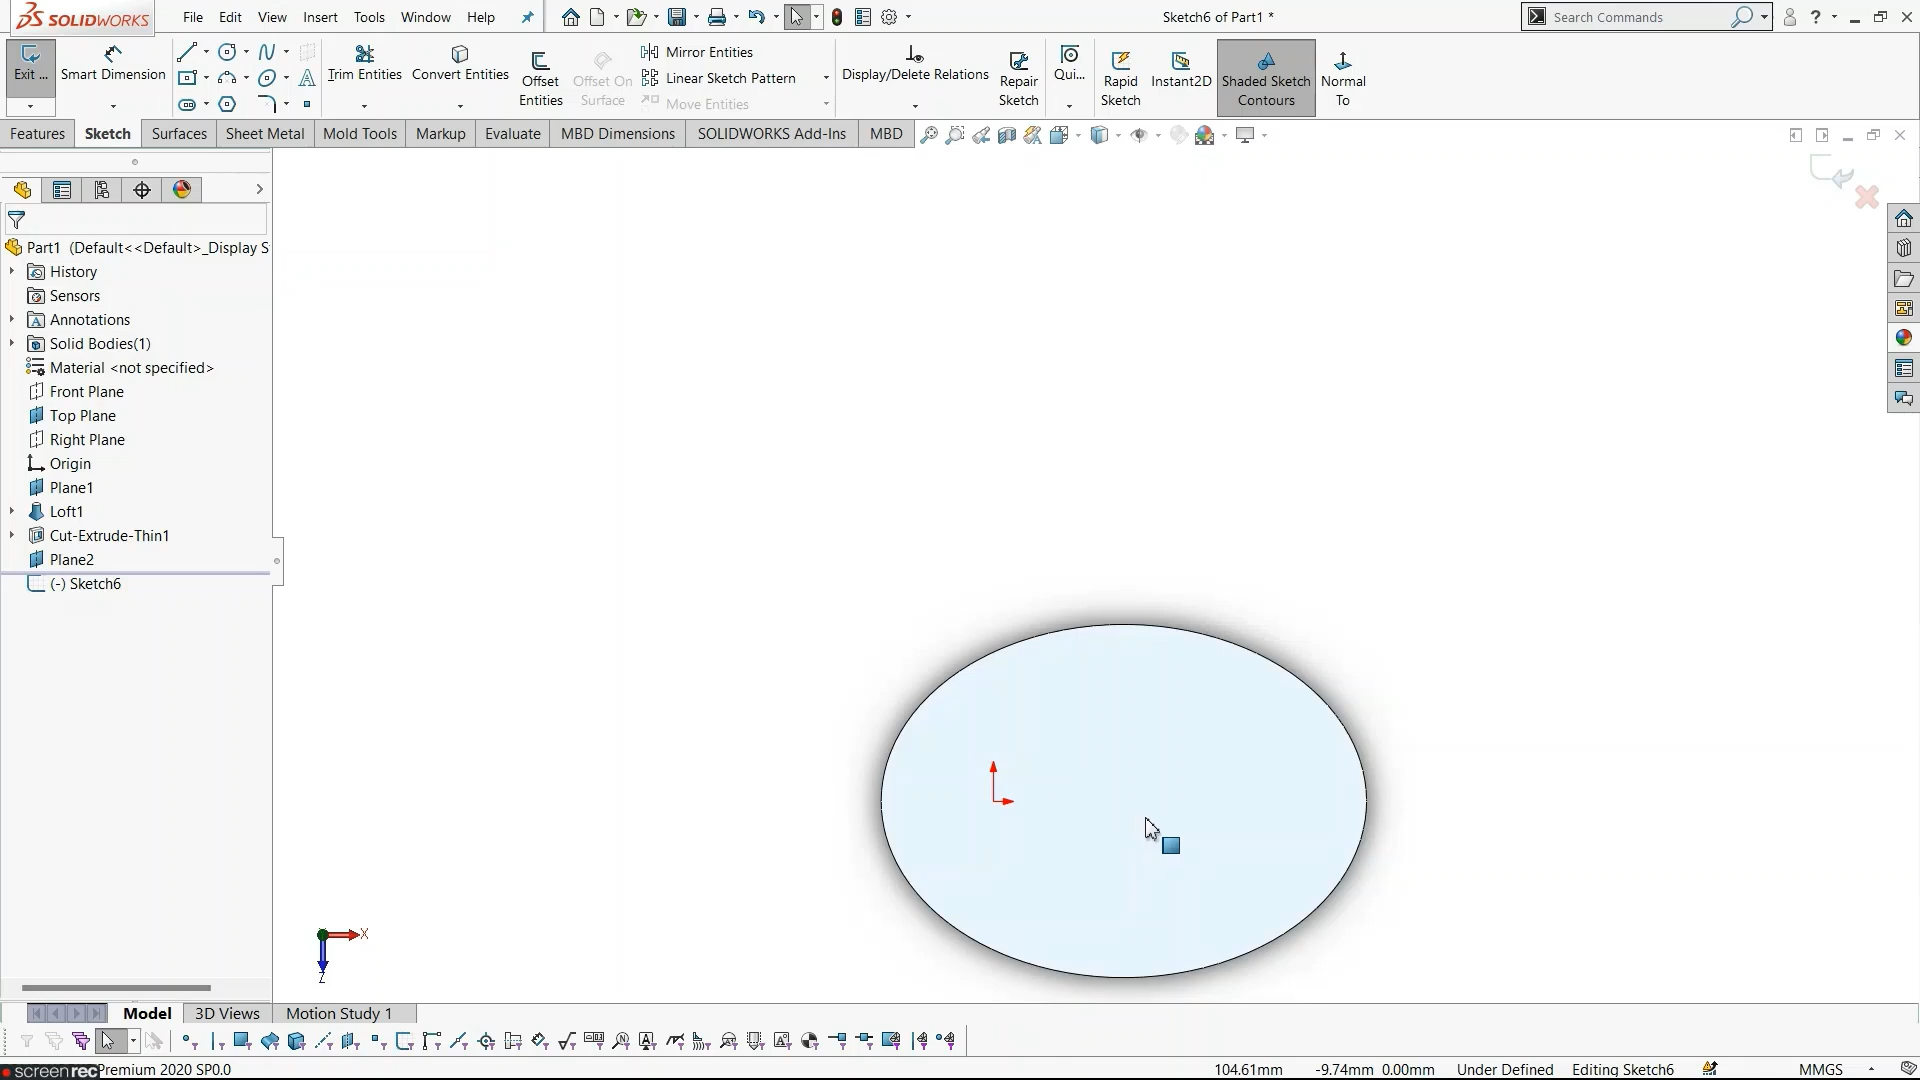 SOLIDWORKS File Edit View Insert Tools Window Help Sketch6 of Part1 * Search Commands ?
Exit ... Smart Dimension Trim Entities Convert Entities Offset Entities Offset On Surface Mirror Entities Linear Sketch Pattern Move Entities Display/Delete Relations Repair Sketch Qui... Rapid Sketch Instant2D Shaded Sketch Contours Normal To
Features Sketch Surfaces Sheet Metal Mold Tools Markup Evaluate MBD Dimensions SOLIDWORKS Add-Ins MBD
Part1 (Default<<Default>_Display S
History
Sensors
Annotations
Solid Bodies(1)
Material <not specified>
Front Plane
Top Plane
Right Plane
Origin
Plane1
Loft1
Cut-Extrude-Thin1
Plane2
(-) Sketch6
X
Z
Model 3D Views Motion Study 1
screenrec Premium 2020 SP0.0 104.61mm -9.74mm 0.00mm Under Defined Editing Sketch6 MMGS